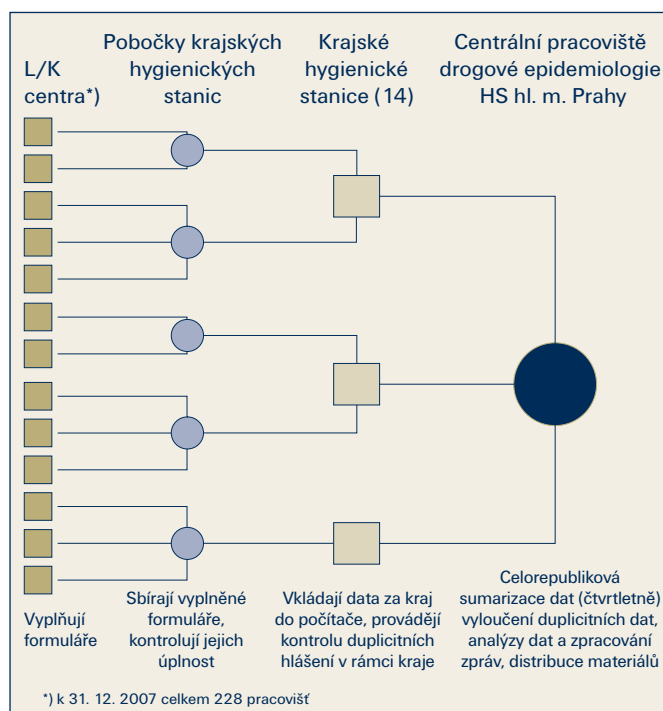 L/K
centra*)
Pobočky krajských
hygienických
stanic
Krajské
hygienické
stanice (14)
Centrální pracoviště
drogové epidemiologie
HS hl. m. Prahy
Vyplňují
formuláře
Sbírají vyplněné
formuláře,
kontrolují jejich
úplnost
Vkládají data za kraj
do počítače, provádějí
kontrolu duplicitních
hlášení v rámci kraje
Celorepubliková
sumarizace dat (čtvrtletně)
vyloučení duplicitních dat,
analýzy dat a zpracování
zpráv, distribuce materiálů
*) k 31. 12. 2007 celkem 228 pracovišť